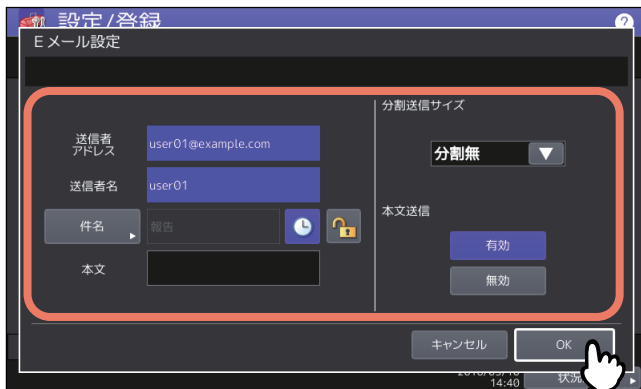 設定/登録
?
Eメール設定
送信者
アドレス
user01@example.com
送信者名
user01
件名
報告
本文
分割送信サイズ
分割無
本文送信
有効
無効
キャンセル
OK
14:40
状況